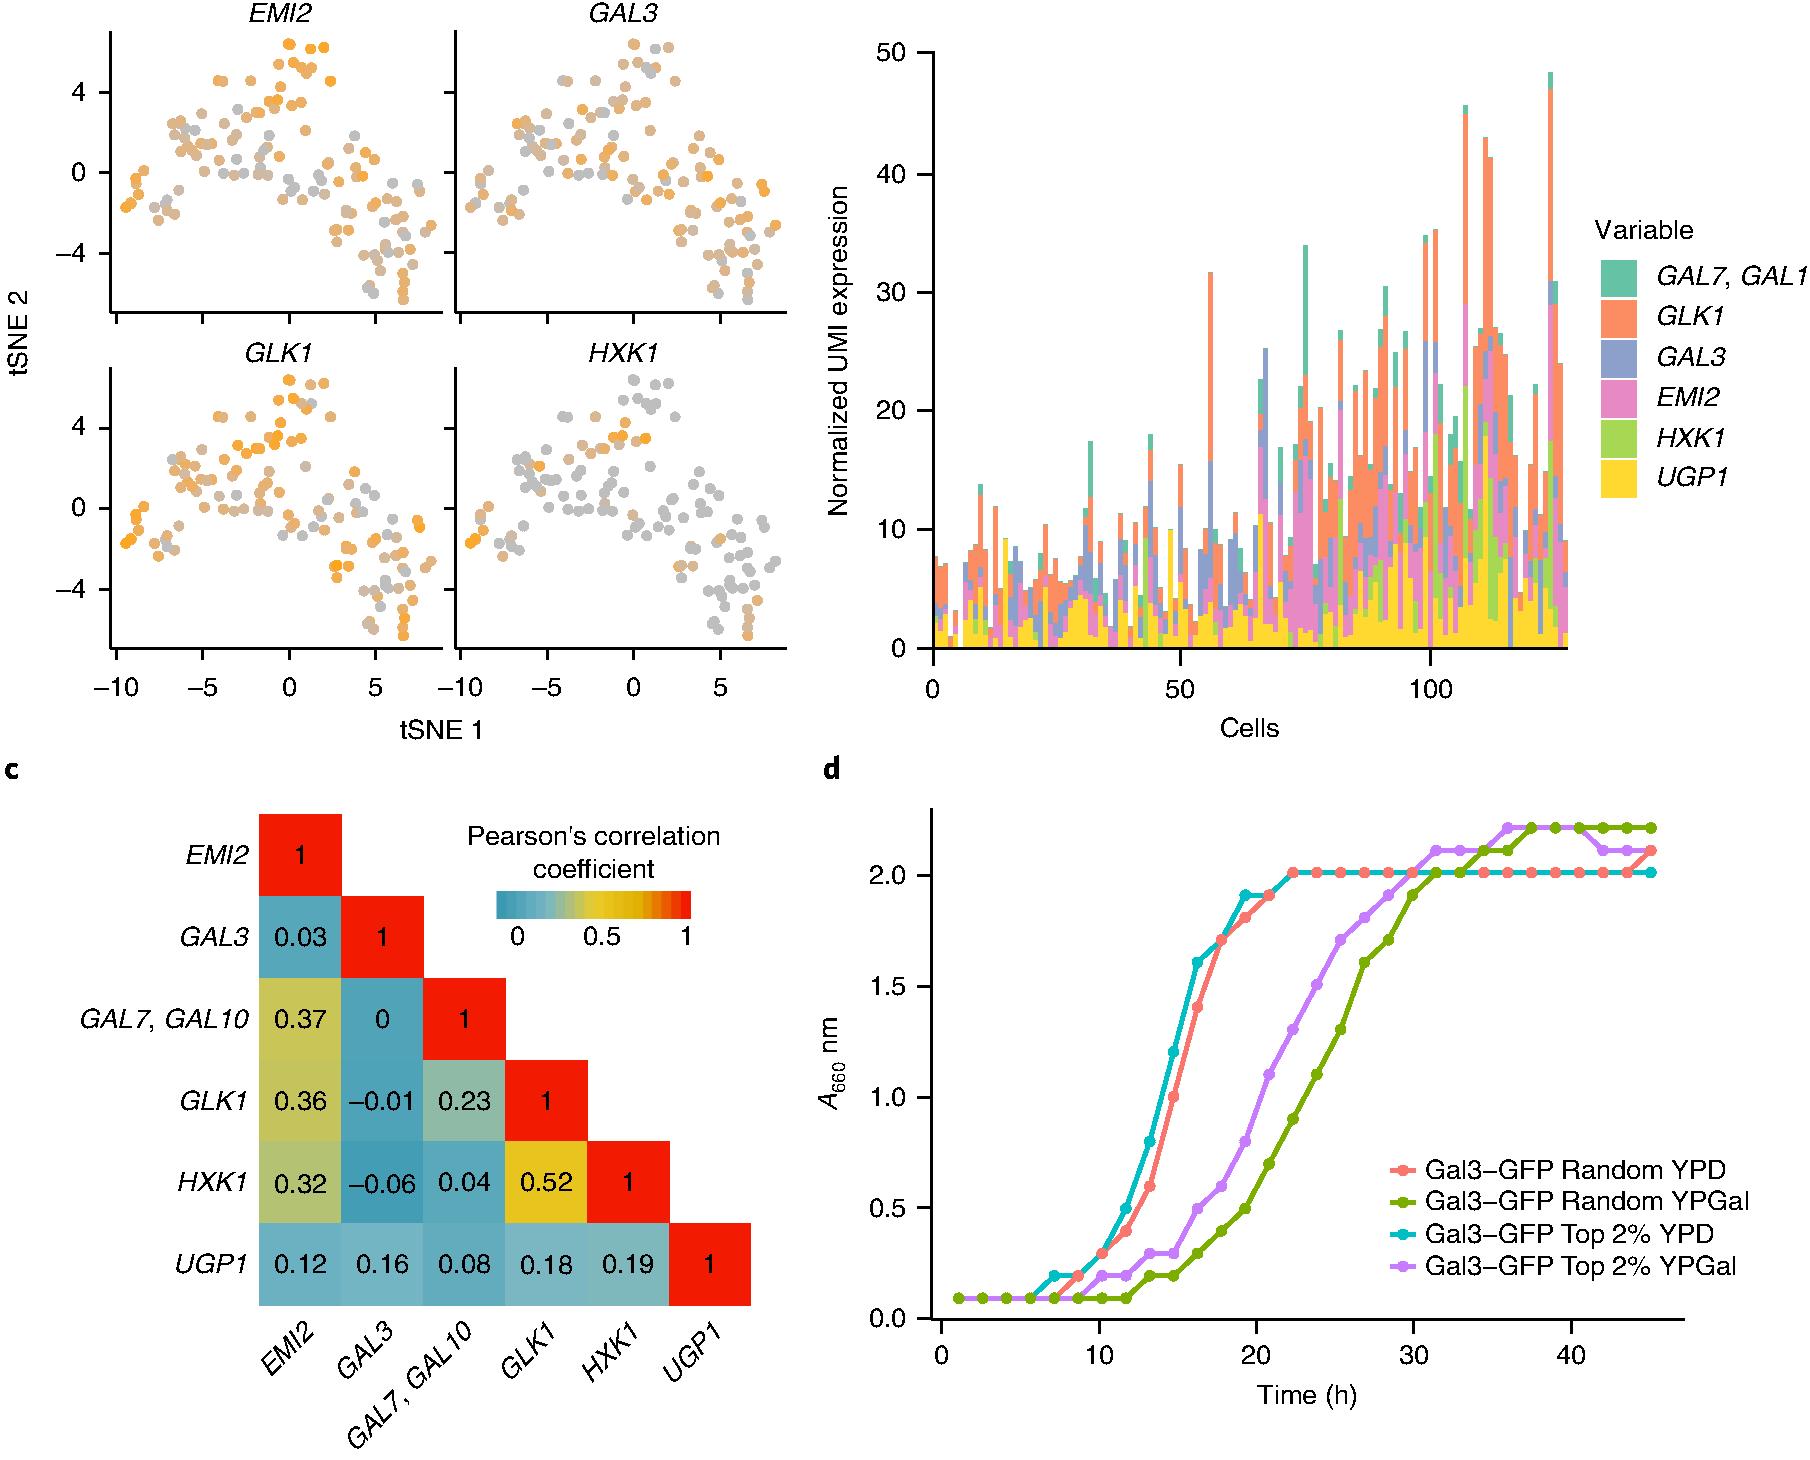 EMI2
GAL3
4
0
−4
GLK1
HXK1
4
0
−4
−10
−5
0
5
−10
−5
0
5
tSNE 1
tSNE 2
50
40
30
20
10
0
0
50
100
Normalized UMI expression
Cells
Variable
GAL7, GAL1
GLK1
GAL3
EMI2
HXK1
UGP1
c
Pearson's correlation
coefficient
0
0.5
1
EMI2
1
GAL3
0.03
1
GAL7, GAL10
0.37
0
1
GLK1
0.36
−0.01
0.23
1
HXK1
0.32
−0.06
0.04
0.52
1
UGP1
0.12
0.16
0.08
0.18
0.19
1
EMI2
GAL3
GAL7, GAL10
GLK1
HXK1
UGP1
d
A660 nm
2.0
1.5
1.0
0.5
0.0
0
10
20
30
40
Time (h)
Gal3−GFP Random YPD
Gal3−GFP Random YPGal
Gal3−GFP Top 2% YPD
Gal3−GFP Top 2% YPGal